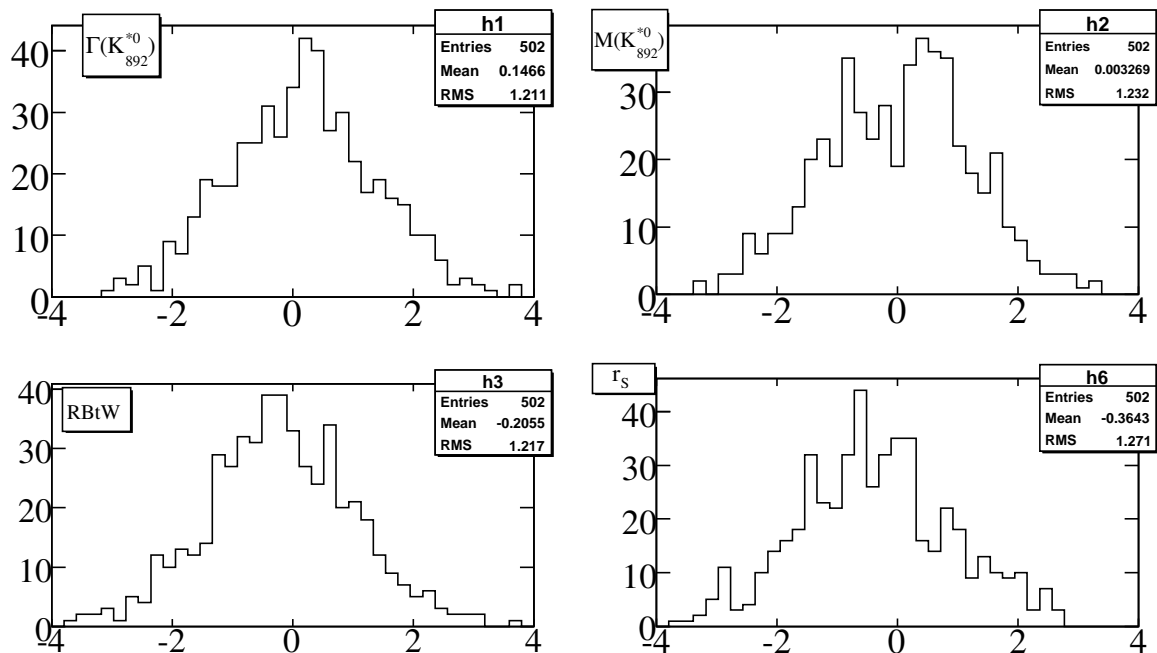 Γ(K*0892)
h1
Entries 502
Mean 0.1466
RMS 1.211
40
30
20
10
0
-4 -2 0 2 4
M(K*0892)
h2
Entries 502
Mean 0.003269
RMS 1.232
30
20
10
0
-4 -2 0 2 4
RBtW
h3
Entries 502
Mean -0.2055
RMS 1.217
40
30
20
10
0
-4 -2 0 2 4
rS
h6
Entries 502
Mean -0.3643
RMS 1.271
40
30
20
10
0
-4 -2 0 2 4